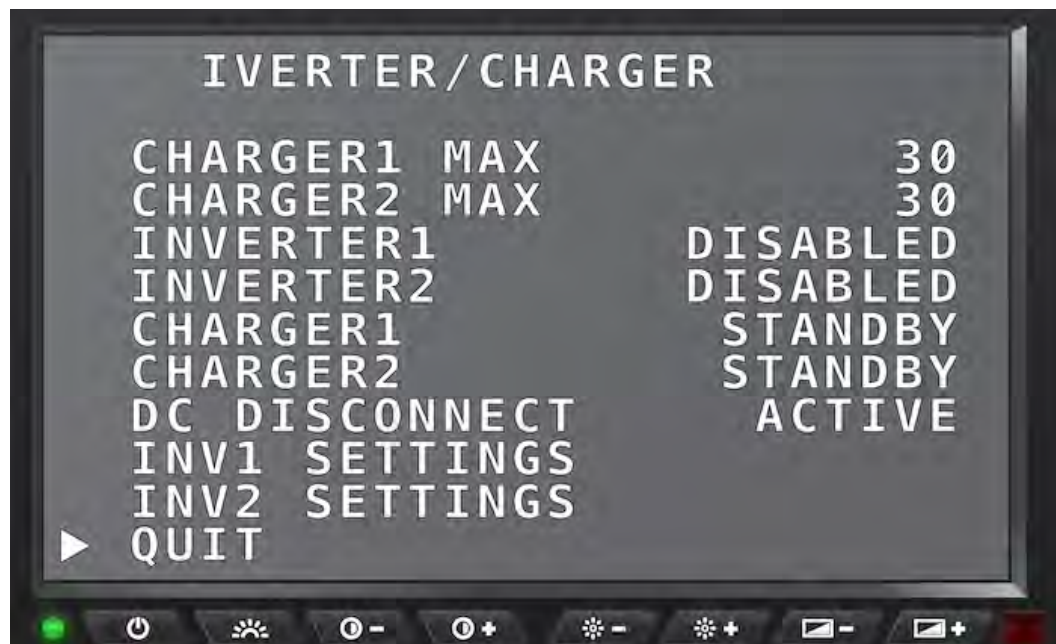 IVERTER/CHARGER
CHARGER1 MAX 30
CHARGER2 MAX 30
INVERTER1 DISABLED
INVERTER2 DISABLED
CHARGER1 STANDBY
CHARGER2 STANDBY
DC DISCONNECT ACTIVE
INV1 SETTINGS
INV2 SETTINGS
QUIT